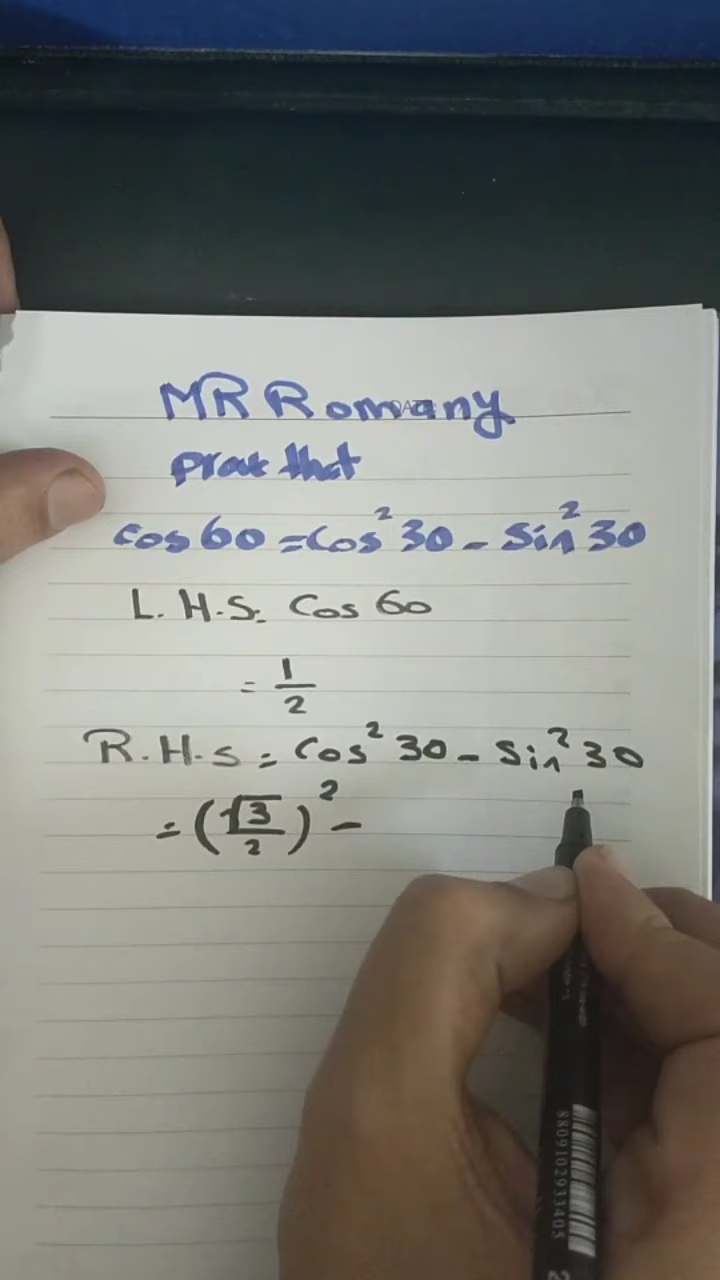 MR Romany
prove that
cos 60 = cos² 30 - sin² 30
L.H.S: Cos 60
= 1/2
R.H.S = Cos² 30 - Sin² 30
= (√3/2)² -